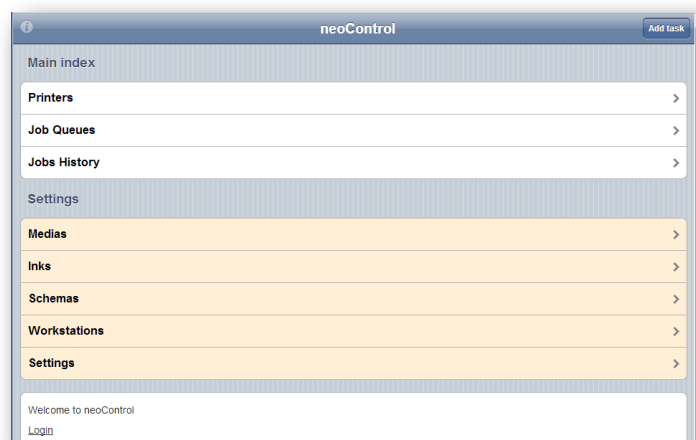 neoControl
Add task
Main index
Printers
Job Queues
Jobs History
Settings
Medias
Inks
Schemas
Workstations
Settings
Welcome to neoControl
Login